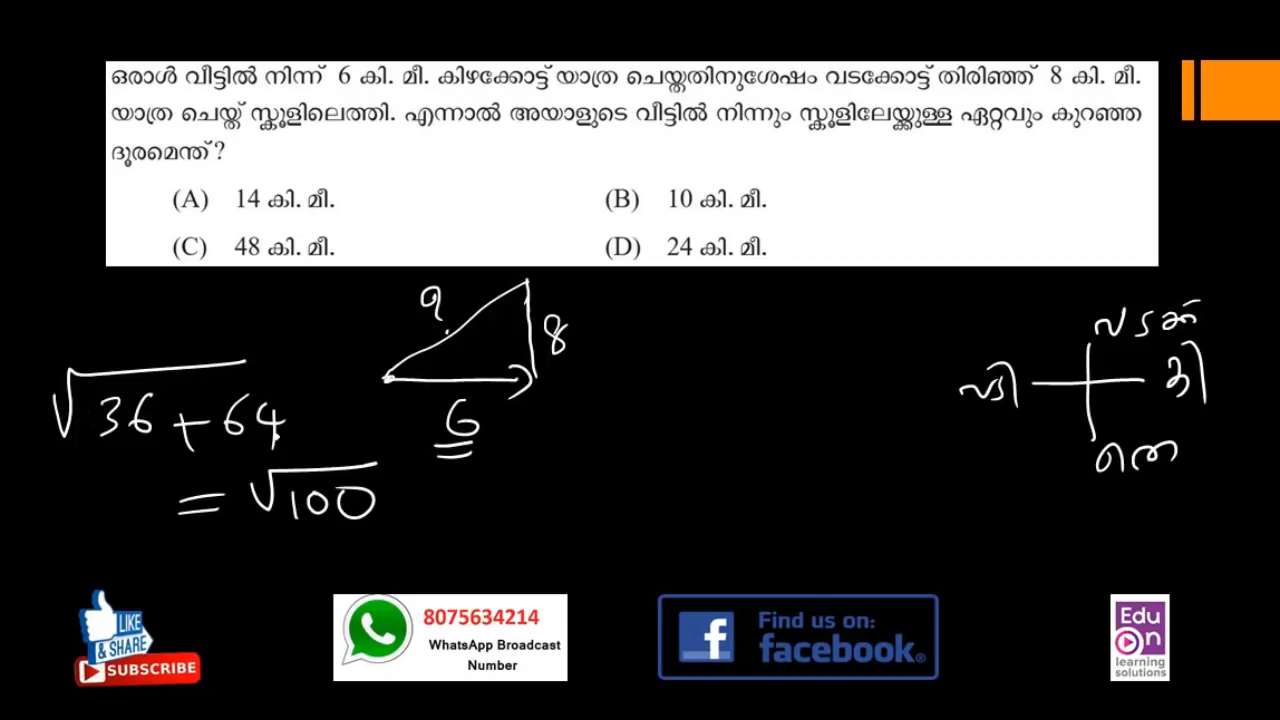 ഒരാൾ വീട്ടിൽ നിന്ന് 6 കി. മീ. കിഴക്കോട്ട് യാത്ര ചെയ്തതിനുശേഷം വടക്കോട്ട് തിരിഞ്ഞ് 8 കി. മീ.
യാത്ര ചെയ്ത് സ്കൂളിലെത്തി. എന്നാൽ അയാളുടെ വീട്ടിൽ നിന്നും സ്കൂളിലേയ്ക്കുള്ള ഏറ്റവും കുറഞ്ഞ
ദൂരമെന്ത് ?
(A) 14 കി. മീ. (B) 10 കി. മീ.
(C) 48 കി. മീ. (D) 24 കി. മീ.
?
8
6
√36 + 64
= √100
വടക്ക്
കി
തെ
LIKE
& SHARE
SUBSCRIBE
8075634214
WhatsApp Broadcast
Number
Find us on:
facebook®
Edu
On
learning
solutions